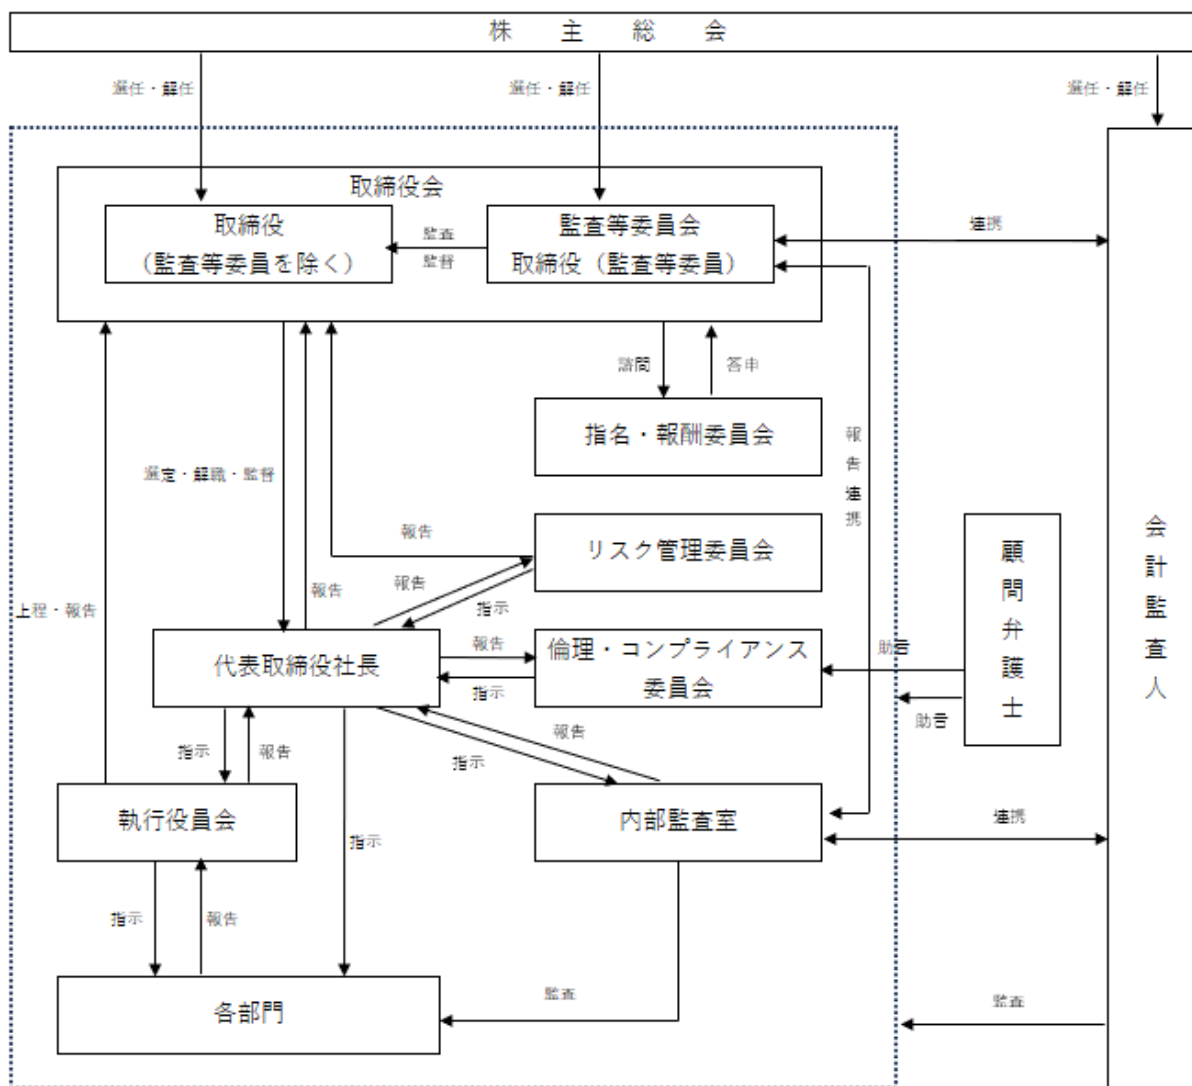 株主総会
選任・解任
選任・解任
選任・解任
取締役会
取締役
（監査等委員を除く）
監査
監督
監査等委員会
取締役（監査等委員）
連携
諮問
答申
指名・報酬委員会
報告連携
選定・解職・監督
報告
リスク管理委員会
報告
指示
上程・報告
報告
代表取締役社長
報告
指示
倫理・コンプライアンス
委員会
助言
助言
顧問弁護士
会計監査人
指示
報告
指示
報告
執行役員会
指示
内部監査室
連携
指示
報告
各部門
監査
監査